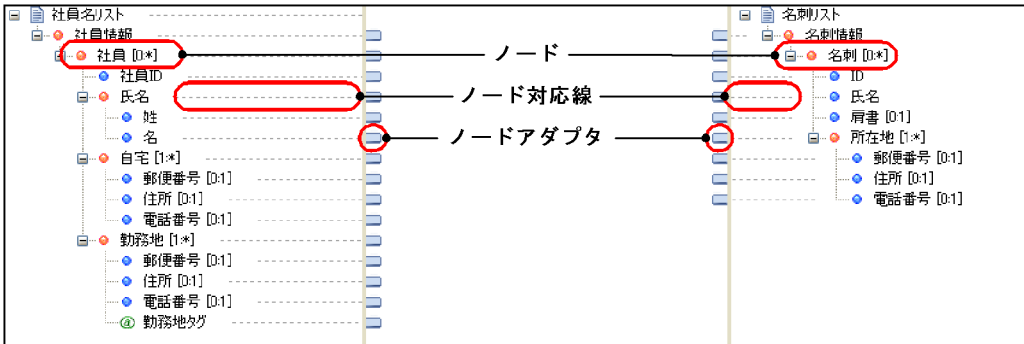 社員名リスト
社員情報
社員 [0:*]
社員ID
氏名
姓
名
自宅 [1:*]
郵便番号 [0:1]
住所 [0:1]
電話番号 [0:1]
勤務地 [1:*]
郵便番号 [0:1]
住所 [0:1]
電話番号 [0:1]
勤務地タグ
ノード
ノード対応線
ノードアダプタ
名刺リスト
名刺情報
名刺 [0:*]
ID
氏名
肩書 [0:1]
所在地 [1:*]
郵便番号 [0:1]
住所 [0:1]
電話番号 [0:1]